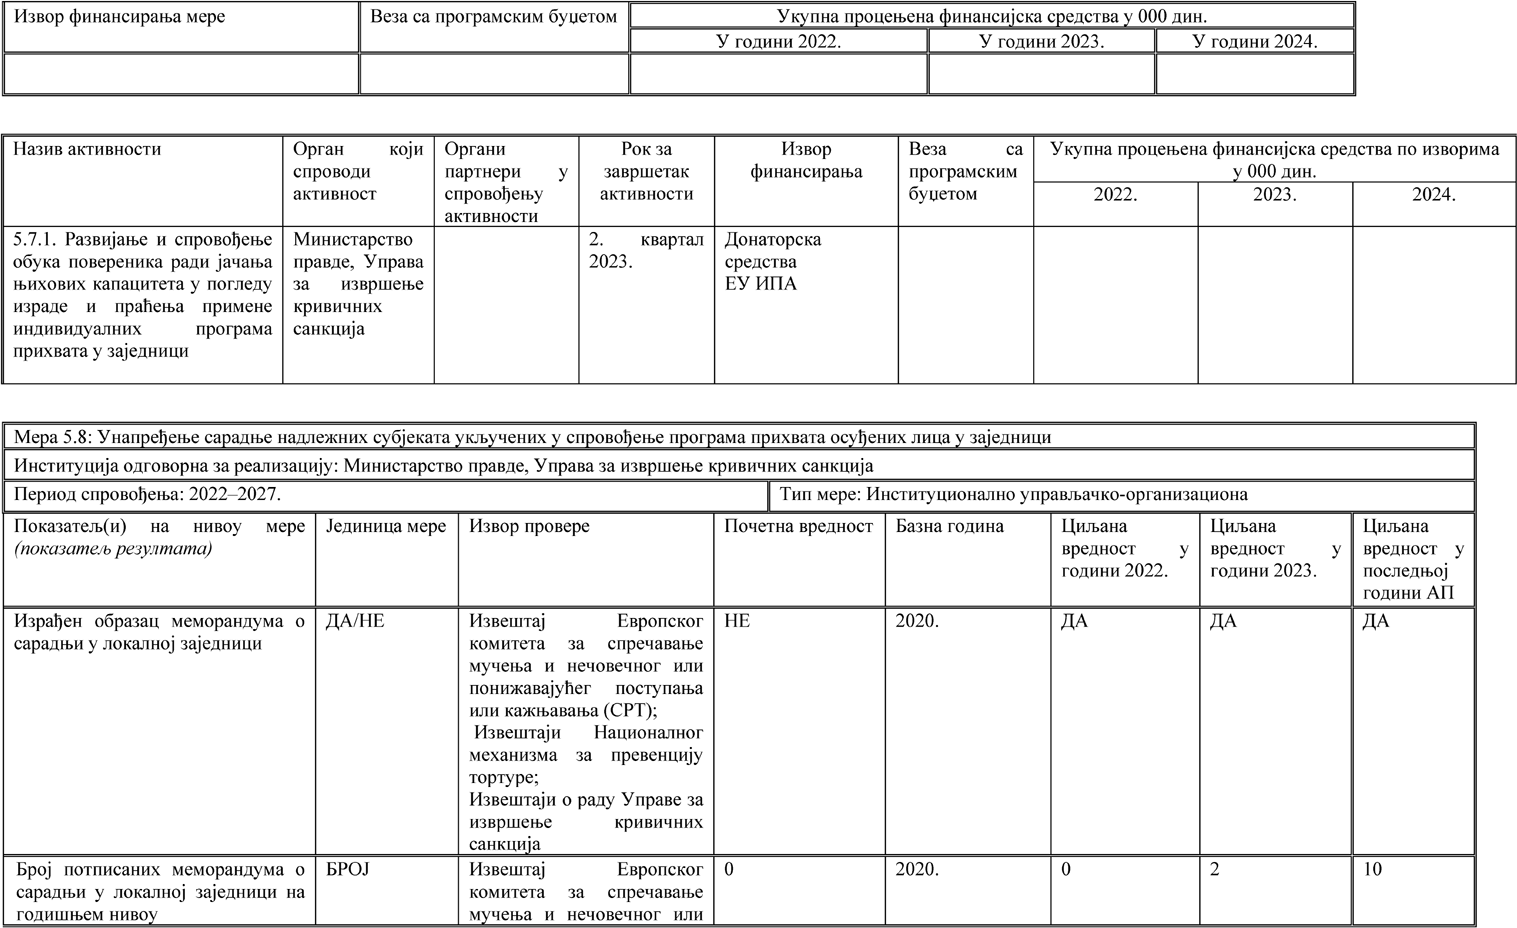 Извор финансирања мере
Веза са програмским буџетом
Укупна процењена финансијска средства у 000 дин.
У години 2022.
У години 2023.
У години 2024.
Назив активности
Орган који
спроводи
активност
Органи
партнери у
спровођењу
активности
Рок за
завршетак
активности
Извор
финансирања
Веза са
програмским
буџетом
Укупна процењена финансијска средства по изворима
у 000 дин.
2022.
2023.
2024.
5.7.1. Развијање и спровођење
обука повереника ради јачања
њихових капацитета у погледу
израде и праћења примене
индивидуалних програма
прихвата у заједници
Министарство
правде, Управа
за извршење
кривичних
санкција
2. квартал
2023.
Донаторска
средства
ЕУ ИПА
Мера 5.8: Унапређење сарадње надлежних субјеката укључених у спровођење програма прихвата осуђених лица у заједници
Институција одговорна за реализацију: Министарство правде, Управа за извршење кривичних санкција
Период спровођења: 2022–2027.
Тип мере: Институционално управљачко-организациона
Показатељ(и) на нивоу мере
(показатељ резултата)
Јединица мере
Извор провере
Почетна вредност
Базна година
Циљана
вредност у
години 2022.
Циљана
вредност у
години 2023.
Циљана
вредност у
последњој
години АП
Израђен образац меморандума о
сарадњи у локалној заједници
ДА/НЕ
Извештај Европског
комитета за спречавање
мучења и нечовечног или
понижавајућег поступања
или кажњавања (СРТ);
Извештаји Националног
механизма за превенцију
тортуре;
Извештаји о раду Управе за
извршење кривичних
санкција
НЕ
2020.
ДА
ДА
ДА
Број потписаних меморандума о
сарадњи у локалној заједници на
годишњем нивоу
БРОЈ
Извештај Европског
комитета за спречавање
мучења и нечовечног или
0
2020.
0
2
10